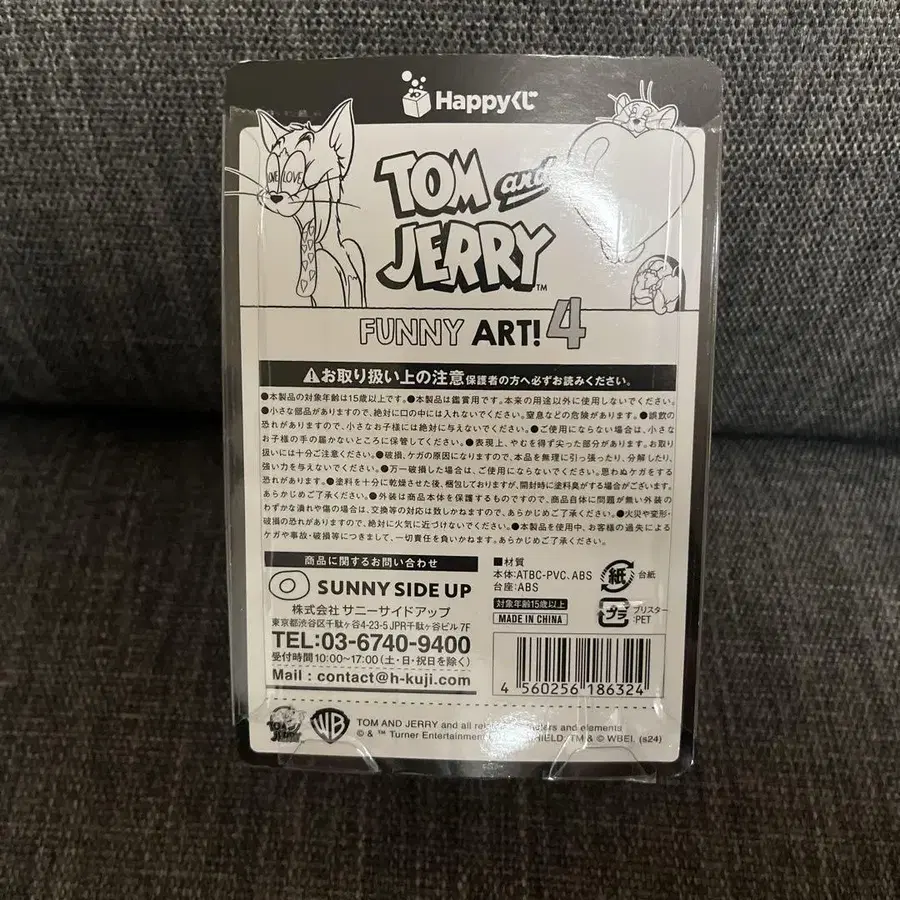 Happyくじ
LOVE LOVE
TOM and
JERRY™
FUNNY ART! 4
⚠お取り扱い上の注意 保護者の方へ必ずお読みください。
●本製品の対象年齢は15歳以上です。●本製品は鑑賞用です。本来の用途以外に使用しないでください。
●小さな部品がありますので、絶対に口の中には入れないでください。窒息などの危険があります。●誤飲の
恐れがありますので、小さなお子様には絶対に与えないでください。●ご使用にならない場合は、小さな
お子様の手の届かないところに保管してください。●表現上、やむを得ず尖った部分があります。お取り
扱いには十分ご注意ください。●破損、ケガの原因になりますので、本品を無理に引っ張ったり、分解したり、
強い力を与えないでください。●万一破損した場合は、ご使用にならないでください。思わぬケガをする
恐れがあります。●塗料を十分に乾燥させた後、梱包しておりますが、開封時に塗料臭がする場合がございます。
あらかじめご了承ください。●外装は商品本体を保護するものですので、商品自体に問題が無い外装の
わずかな潰れや傷の場合は、交換等の対応は致しかねますので、あらかじめご了承ください。●火災や変形・
破損の恐れがありますので、絶対に火気に近づけないでください。●本製品を使用中、お客様の過失による
ケガや事故・破損等につきまして、一切責任を負いかねます。あらかじめご了承ください。
商品に関するお問い合わせ
SUNNY SIDE UP
株式会社 サニーサイドアップ
東京都渋谷区千駄ヶ谷4-23-5 JPR千駄ヶ谷ビル 7F
TEL:03-6740-9400
受付時間10:00~17:00(土・日・祝日を除く)
Mail : contact@h-kuji.com
■材質
本体:ATBC-PVC、ABS
台座:ABS
紙 台紙
対象年齢15歳以上
MADE IN CHINA
プラ ブリスター
:PET
4 560256 186324
TOM and JERRY
WB
TOM AND JERRY and all related characters and elements
© & ™ Turner Entertainment SHIELD, TM & © WBEI. (s24)